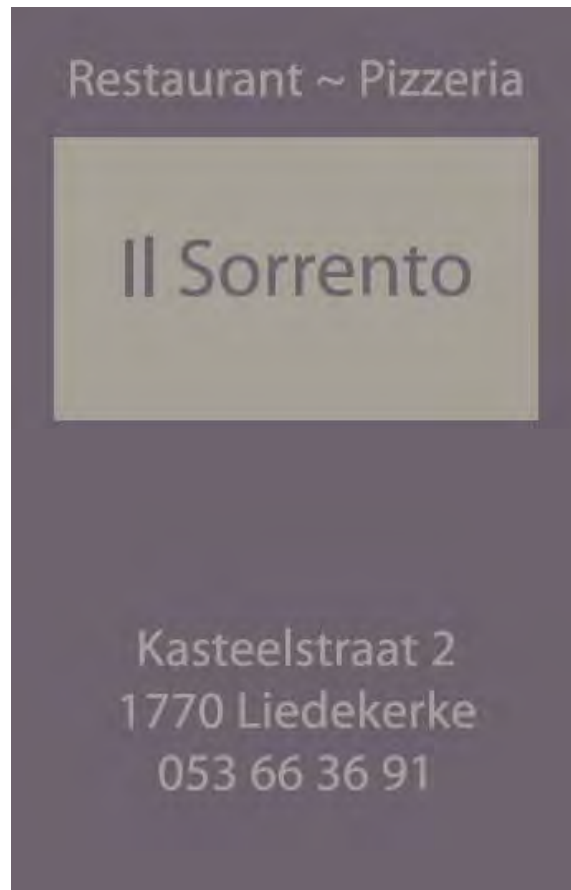 Restaurant ~ Pizzeria
Il Sorrento
Kasteelstraat 2
1770 Liedekerke
053 66 36 91